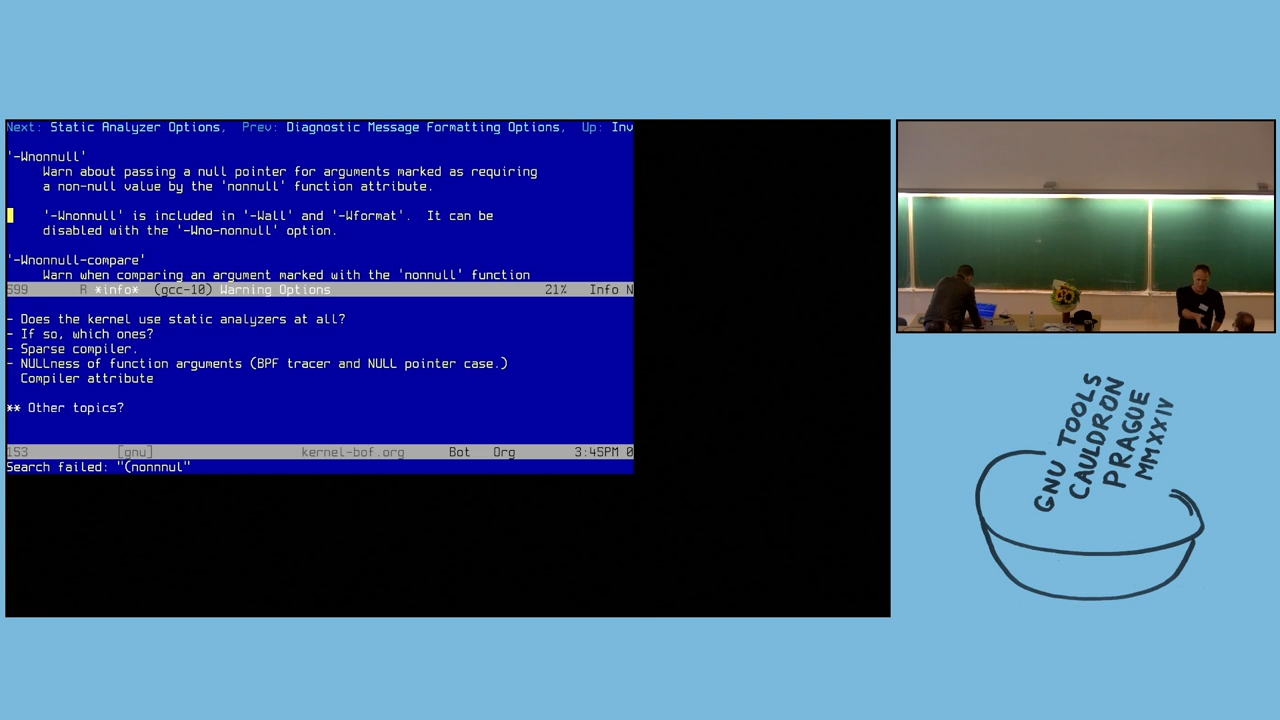 Next: Static Analyzer Options,  Prev: Diagnostic Message Formatting Options,  Up: Inv
'-Wnonnull'
Warn about passing a null pointer for arguments marked as requiring
a non-null value by the 'nonnull' function attribute.
'-Wnonnull' is included in '-Wall' and '-Wformat'.  It can be
disabled with the '-Wno-nonnull' option.
'-Wnonnull-compare'
Warn when comparing an argument marked with the 'nonnull' function
599 R *info* (gcc-10) Warning Options 21% Info N
- Does the kernel use static analyzers at all?
- If so, which ones?
- Sparse compiler.
- NULLness of function arguments (BPF tracer and NULL pointer case.)
Compiler attribute
** Other topics?
153 [gnu] kernel-bof.org Bot Org 3:45PM 0
Search failed: "(nonnnul"
GNU TOOLS
CAULDRON
PRAGUE
MMXXIV